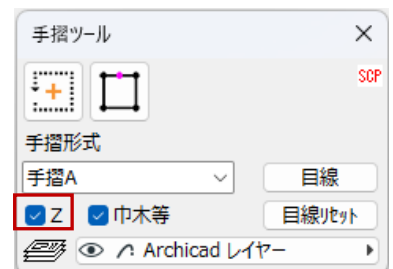 手摺ツール
SCP
手摺形式
手摺A 目線
Z 巾木等 目線ﾘｾｯﾄ
Archicad レイヤー